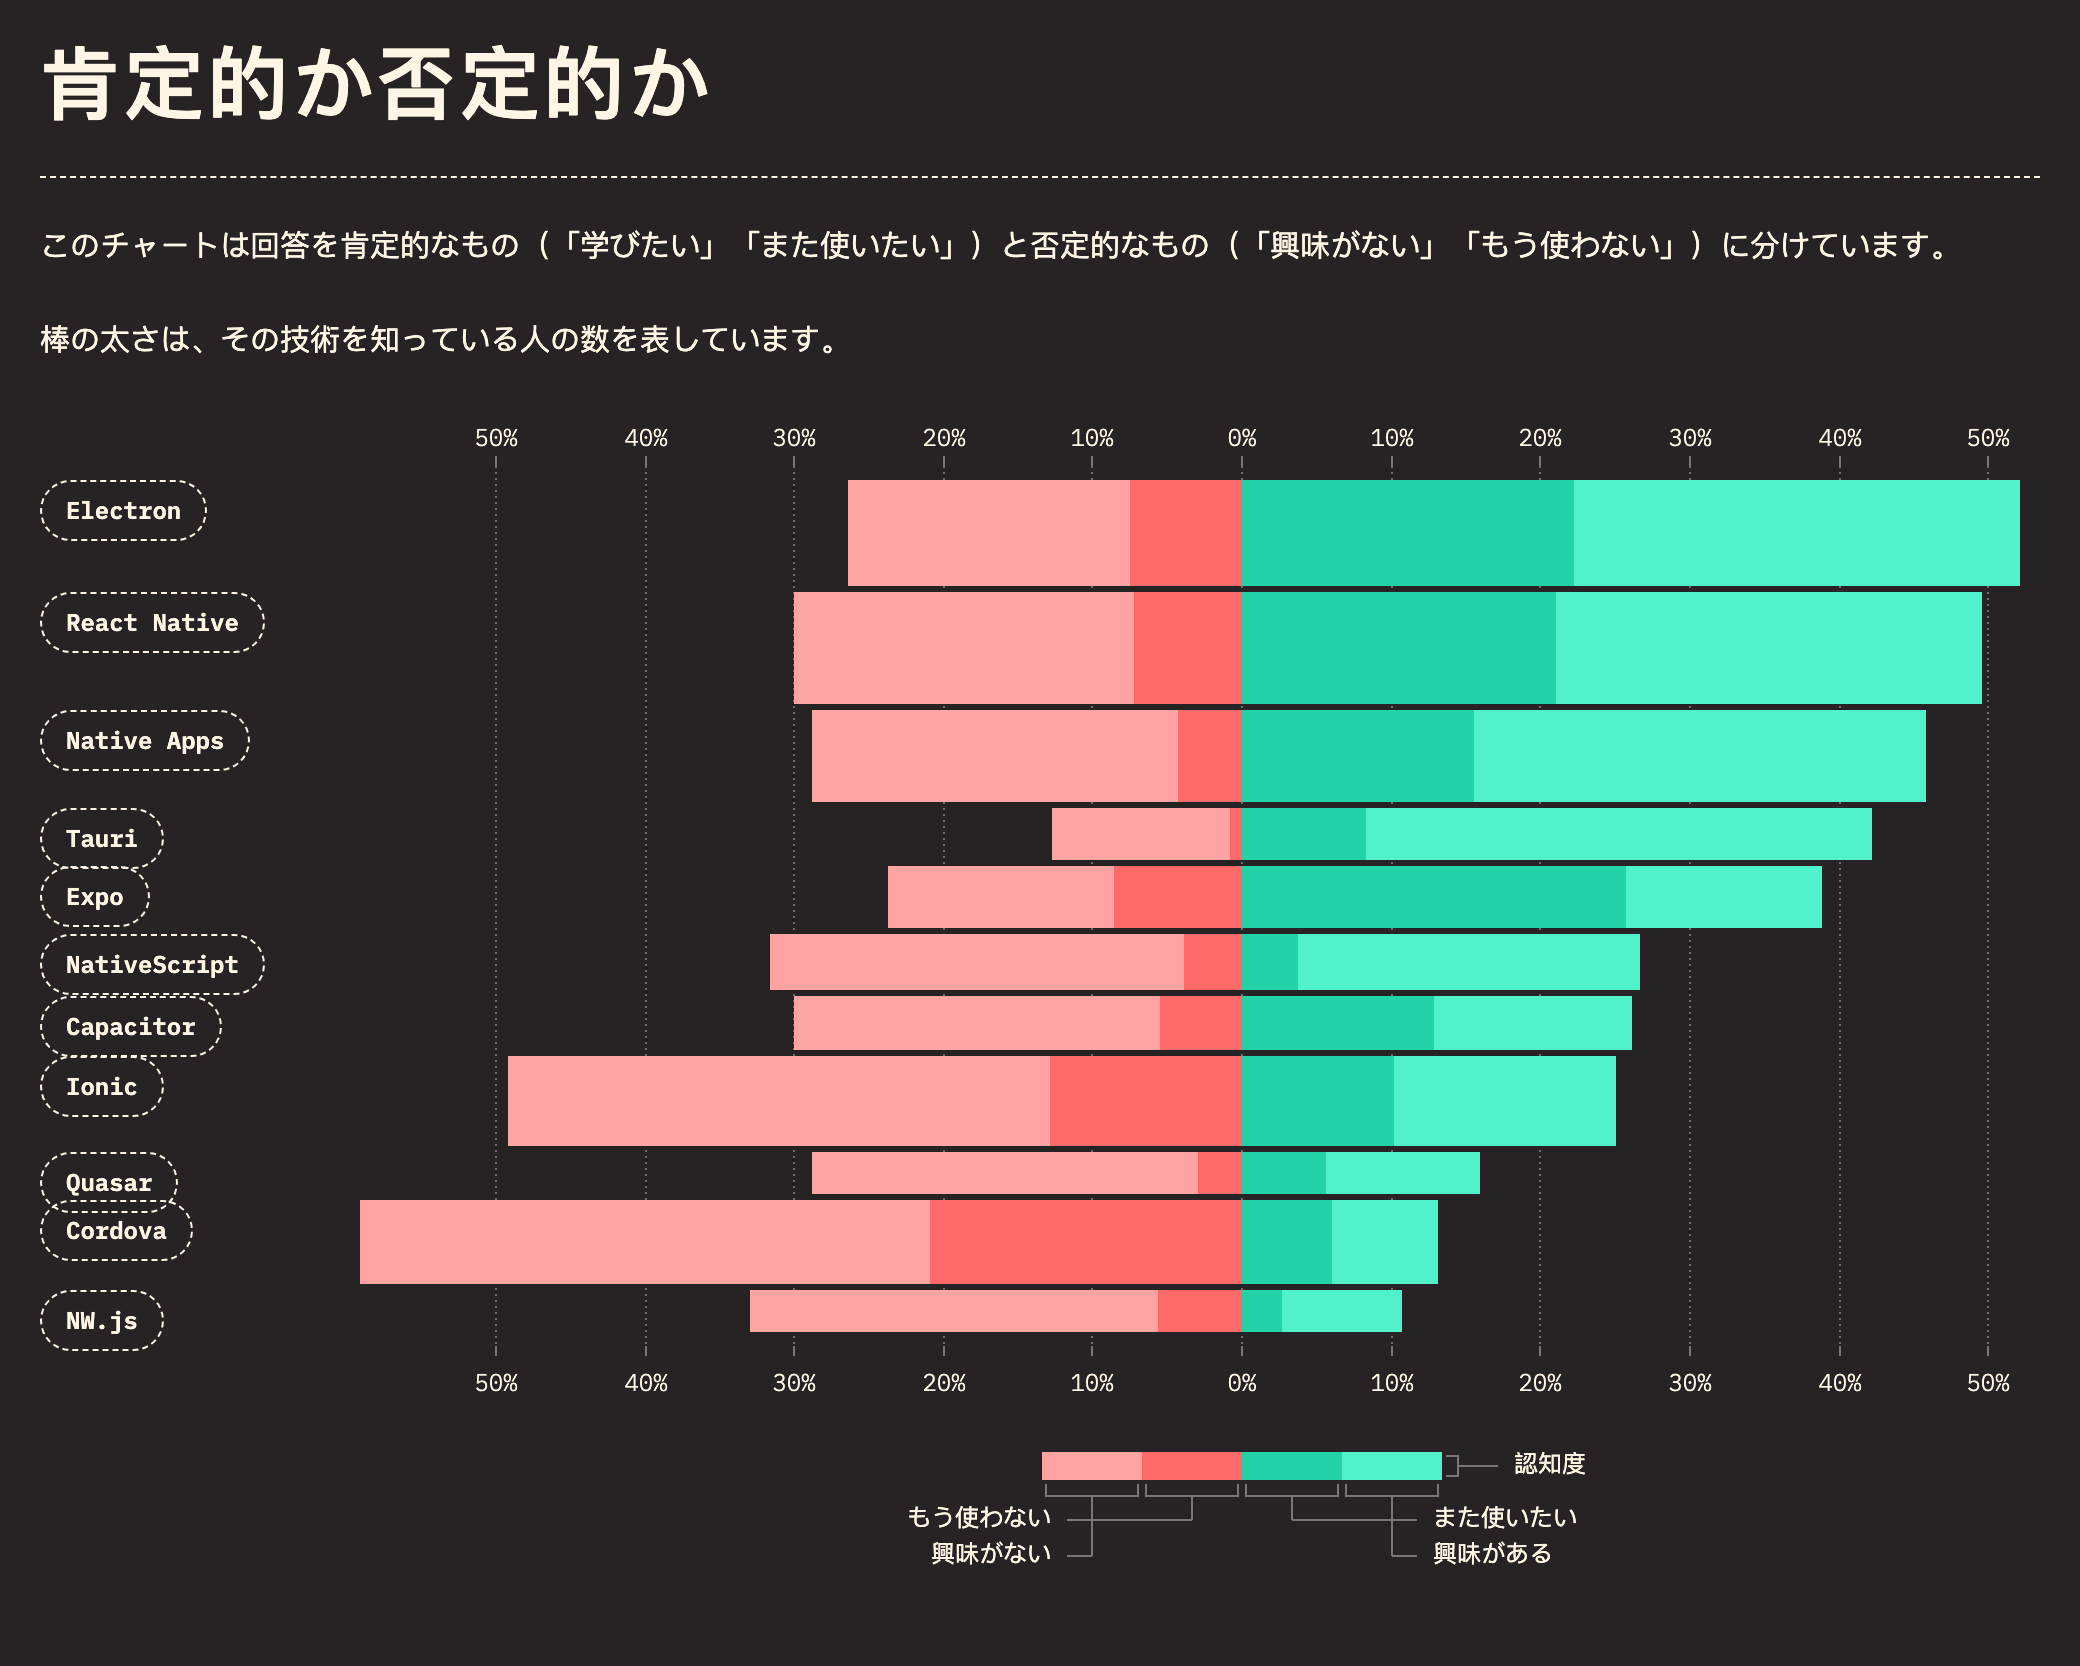 肯定的か否定的か
このチャートは回答を肯定的なもの（「学びたい」「また使いたい」）と否定的なもの（「興味がない」「もう使わない」）に分けています。
棒の太さは、その技術を知っている人の数を表しています。
50% 40% 30% 20% 10% 0% 10% 20% 30% 40% 50%
Electron
React Native
Native Apps
Tauri
Expo
NativeScript
Capacitor
Ionic
Quasar
Cordova
NW.js
50% 40% 30% 20% 10% 0% 10% 20% 30% 40% 50%
認知度
もう使わない また使いたい
興味がない 興味がある